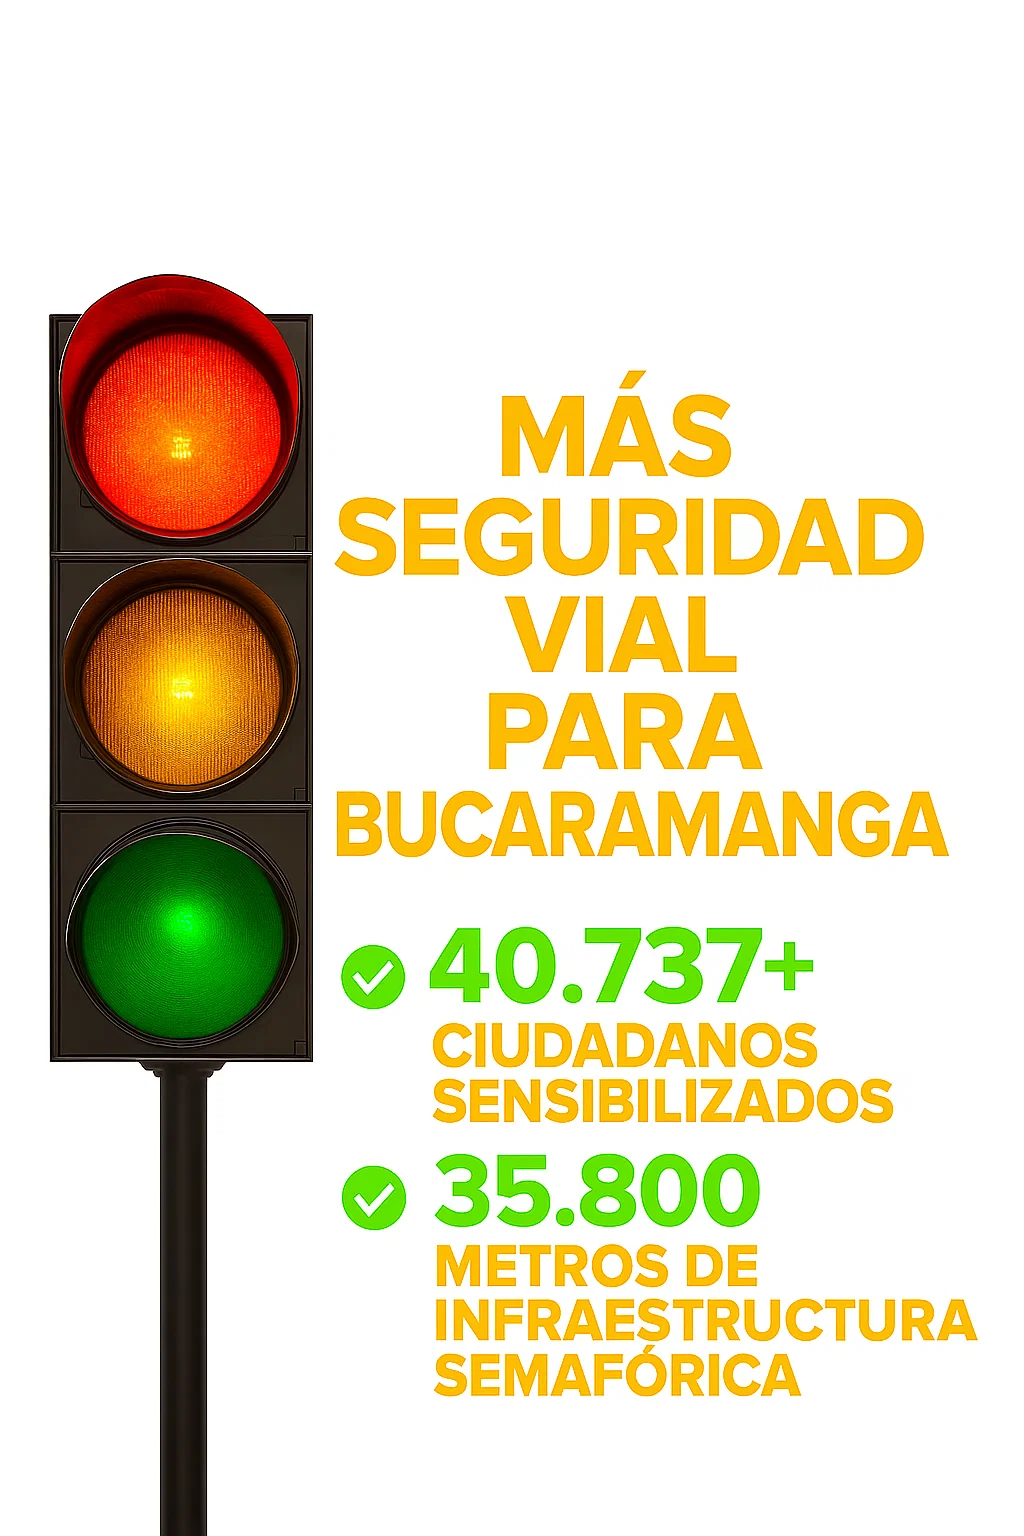 MÁS
SEGURIDAD
VIAL
PARA
BUCARAMANGA
40.737+
CIUDADANOS
SENSIBILIZADOS
35.800
METROS DE
INFRAESTRUCTURA
SEMAFÓRICA